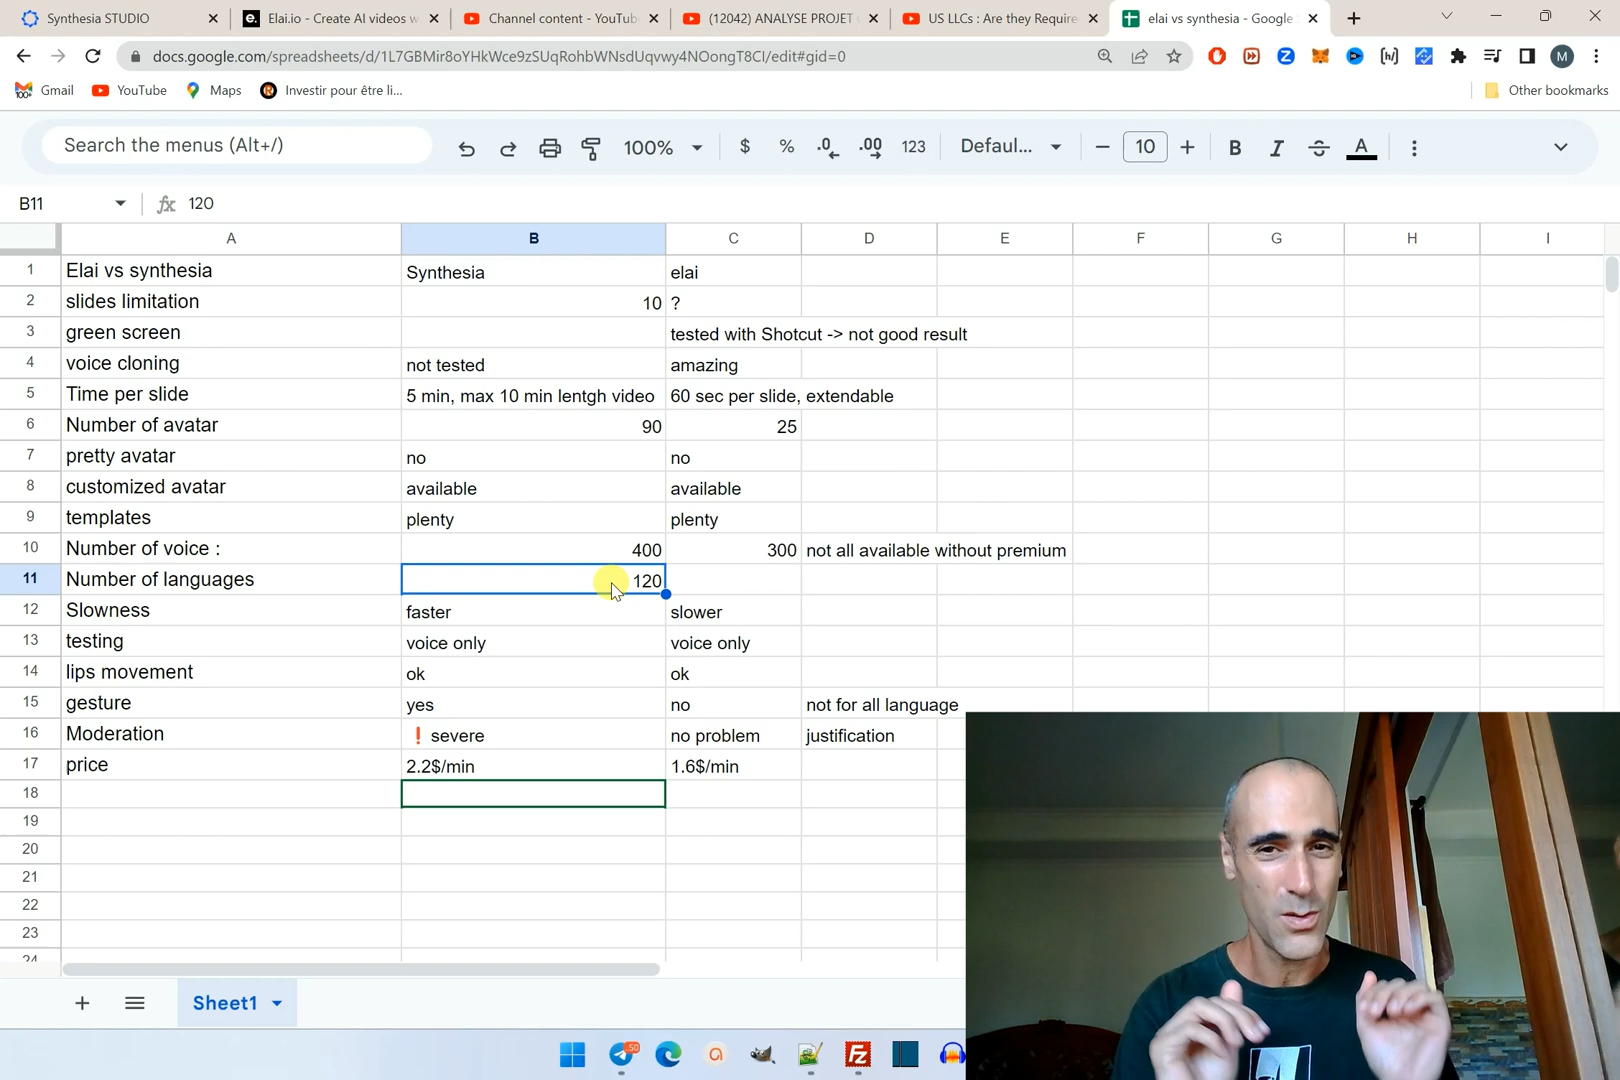 Synthesia STUDIO
Elai.io - Create AI videos w
Channel content - YouTub
(12042) ANALYSE PROJET
US LLCs : Are they Require
elai vs synthesia - Google
docs.google.com/spreadsheets/d/1L7GBMir8oYHkWce9zSUqRohbWNsdUqvwy4NOongT8CI/edit#gid=0
M
100+
Gmail
YouTube
Maps
Investir pour être li...
Other bookmarks
Search the menus (Alt+/)
100%
$
%
.0
.00
123
Defaul...
10
B
I
A
B11
fx
120
A B C D E F G H I
1 Elai vs synthesia Synthesia elai
2 slides limitation 10 ?
3 green screen tested with Shotcut -> not good result
4 voice cloning not tested amazing
5 Time per slide 5 min, max 10 min lentgh video 60 sec per slide, extendable
6 Number of avatar 90 25
7 pretty avatar no no
8 customized avatar available available
9 templates plenty plenty
10 Number of voice : 400 300 not all available without premium
11 Number of languages 120
12 Slowness faster slower
13 testing voice only voice only
14 lips movement ok ok
15 gesture yes no not for all language
16 Moderation ❗ severe no problem justification
17 price 2.2$/min 1.6$/min
18
19
20
21
22
23
24
Sheet1
50